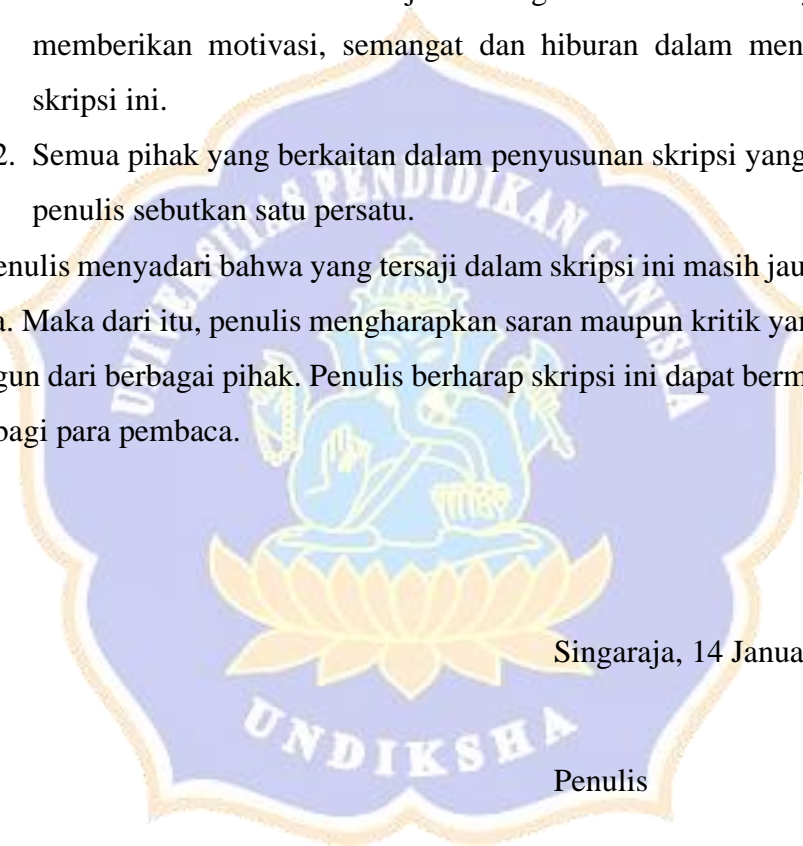 memberikan motivasi, semangat dan hiburan dalam men
skripsi ini.
2. Semua pihak yang berkaitan dalam penyusunan skripsi yang
penulis sebutkan satu persatu.
enulis menyadari bahwa yang tersaji dalam skripsi ini masih jau
a. Maka dari itu, penulis mengharapkan saran maupun kritik yan
gun dari berbagai pihak. Penulis berharap skripsi ini dapat berm
bagi para pembaca.
UNIVERSITAS PENDIDIKAN GANESHA
Singaraja, 14 Janua
UNDIKSHA
Penulis